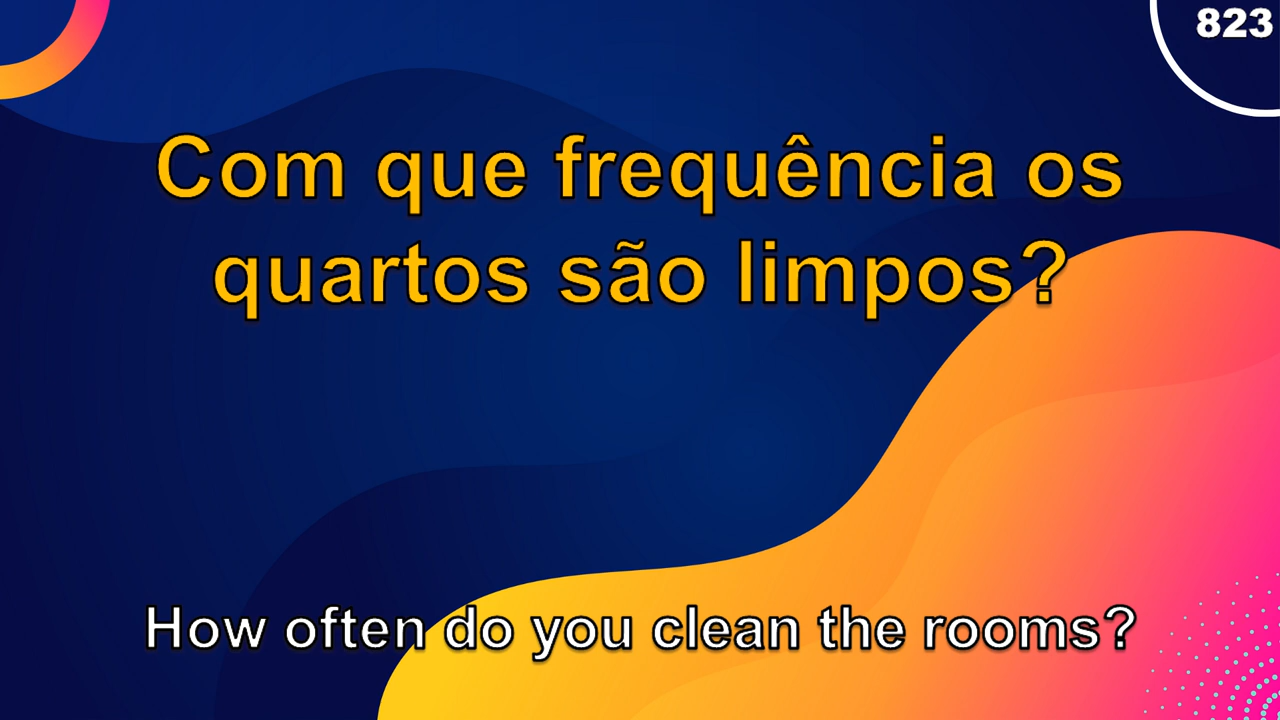 823
Com que frequência os
quartos são limpos?
How often do you clean the rooms?